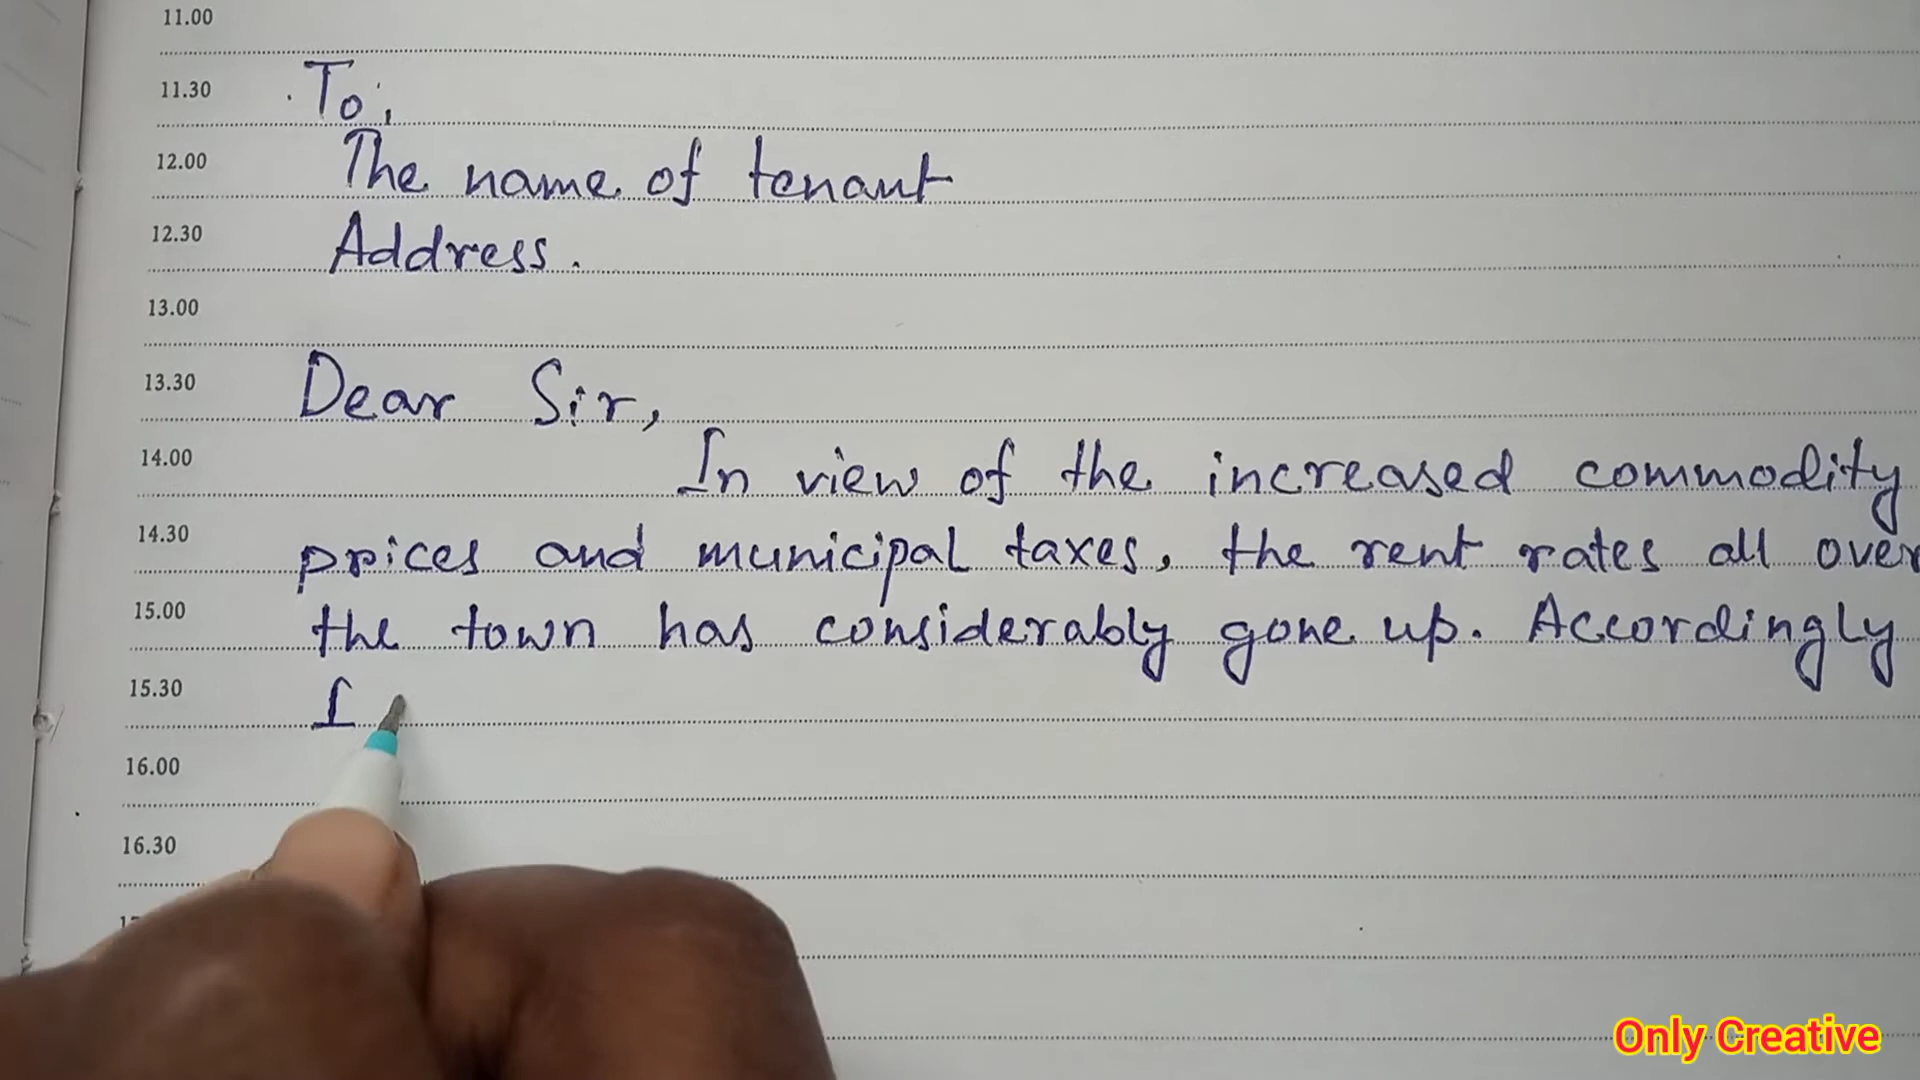 11.00
11.30 To,
12.00 The name of tenant
12.30 Address.
13.00
13.30 Dear Sir,
14.00 In view of the increased commodity
14.30 prices and municipal taxes, the rent rates all over
15.00 the town has considerably gone up. Accordingly
15.30 I
16.00
16.30
Only Creative